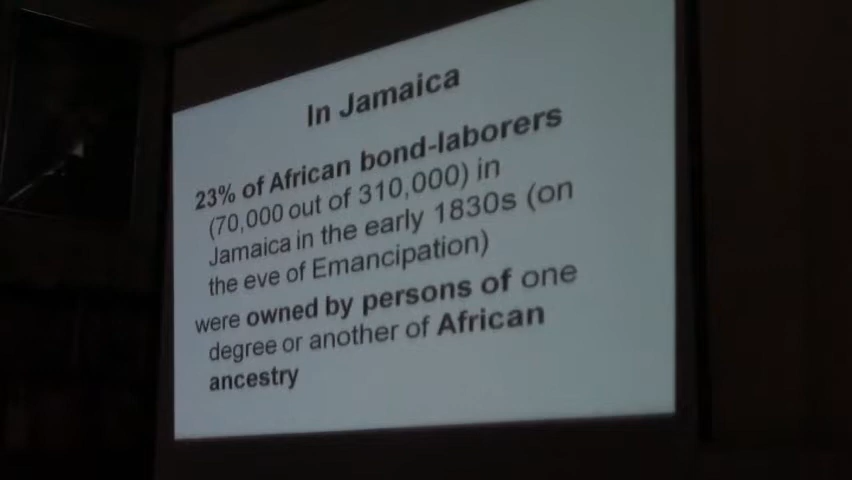 In Jamaica
23% of African bond-laborers
(70,000 out of 310,000) in
Jamaica in the early 1830s (on
the eve of Emancipation)
were owned by persons of one
degree or another of African
ancestry